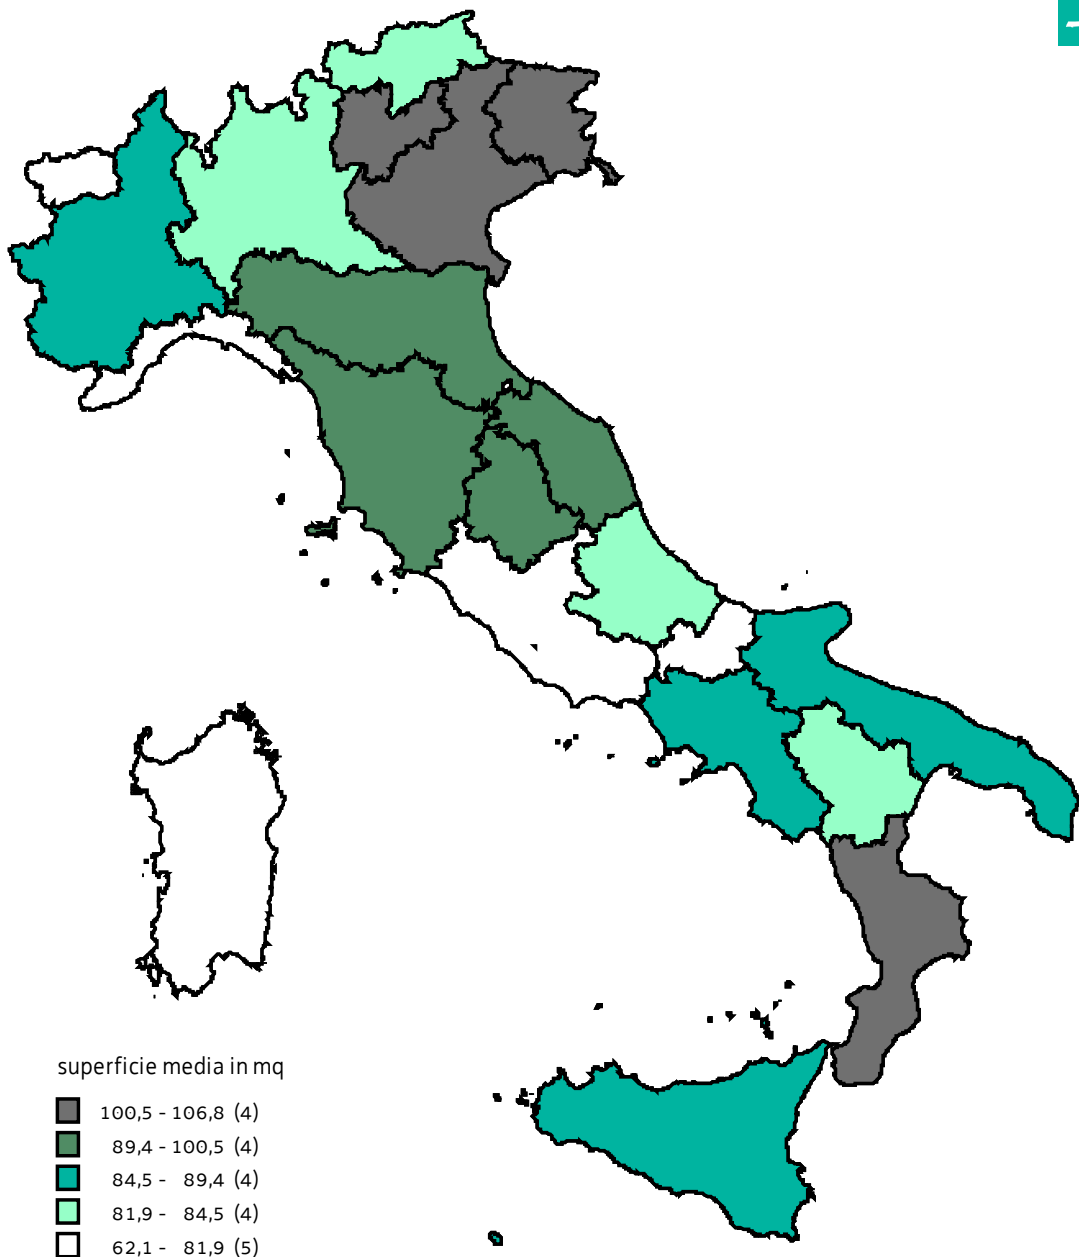 superficie media in mq
100,5 - 106,8 (4)
89,4 - 100,5 (4)
84,5 - 89,4 (4)
81,9 - 84,5 (4)
62,1 - 81,9 (5)